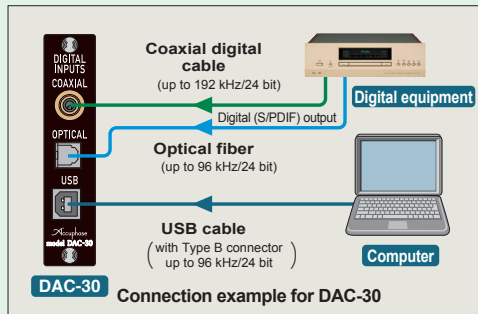 DIGITAL
INPUTS
COAXIAL
OPTICAL
USB
Accuphase
model DAC-30
DAC-30
Coaxial digital
cable
(up to 192 kHz/24 bit)
Digital (S/PDIF) output
Optical fiber
(up to 96 kHz/24 bit)
USB cable
(with Type B connector
up to 96 kHz/24 bit)
Digital equipment
Computer
Connection example for DAC-30